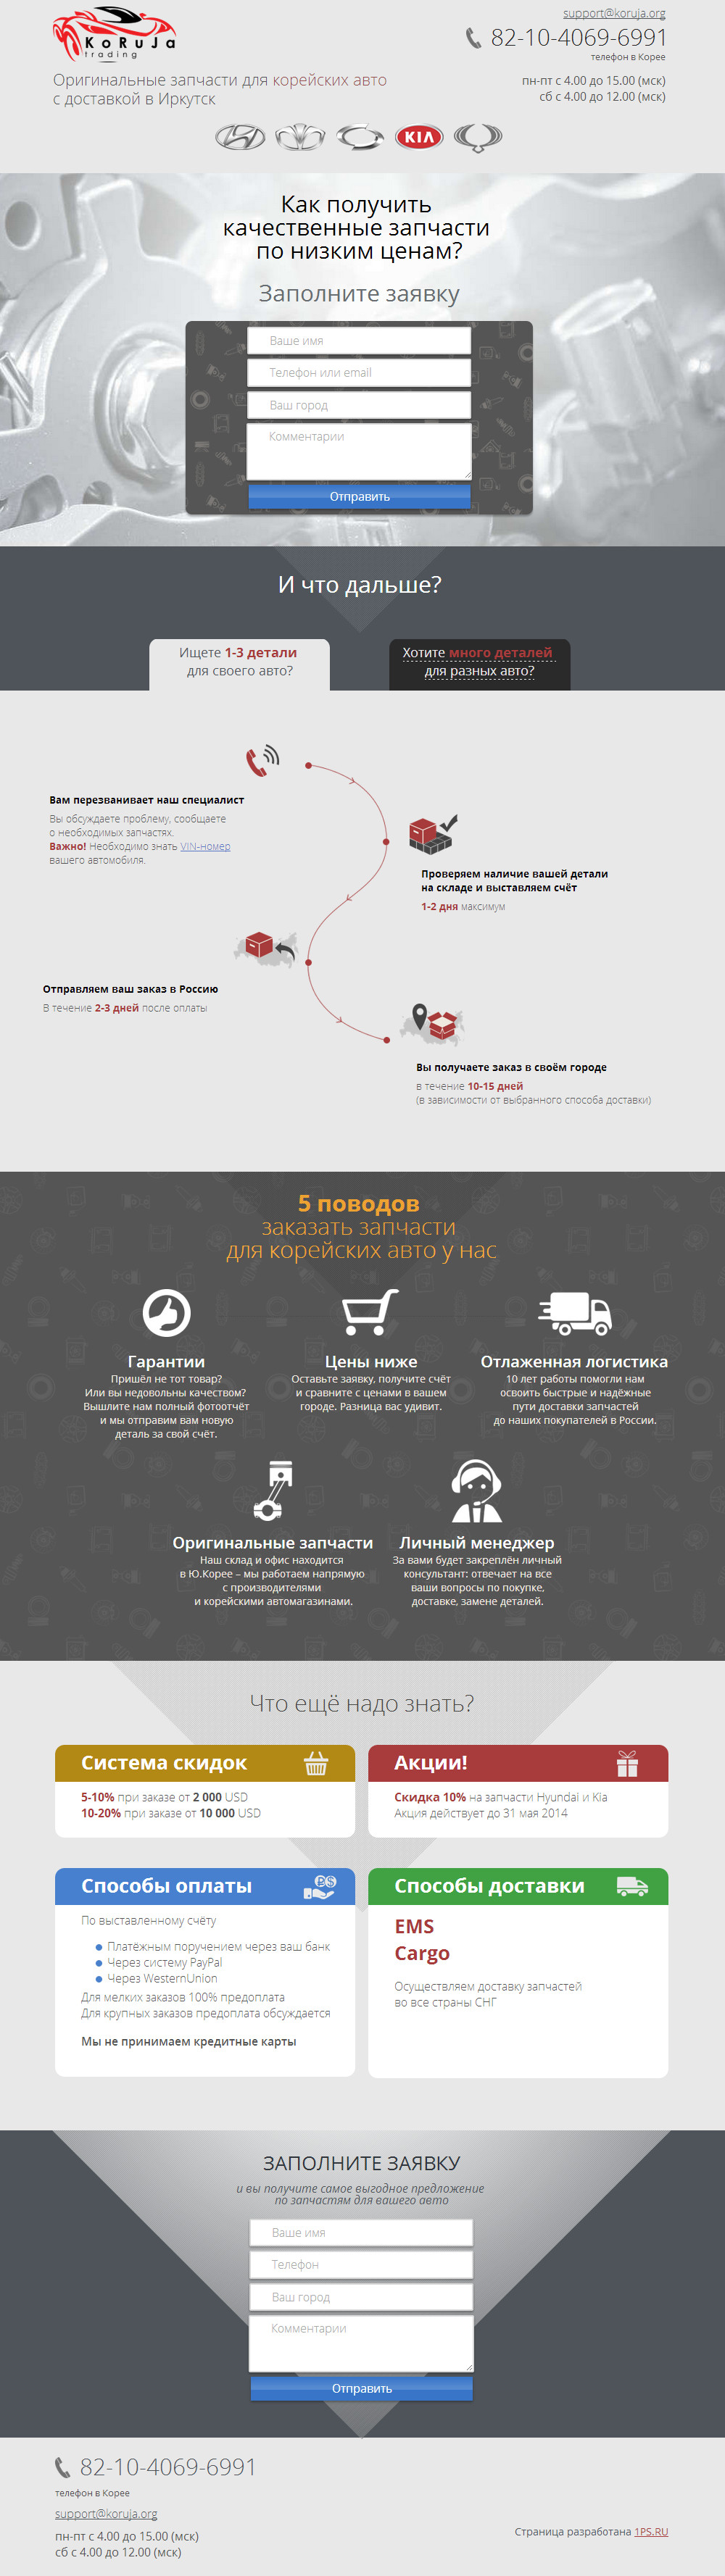 KoRuJa
trading
support@koruja.org
82-10-4069-6991
телефон в Корее
Оригинальные запчасти для корейских авто
с доставкой в Иркутск
пн-пт с 4.00 до 15.00 (мск)
сб с 4.00 до 12.00 (мск)
KIA
Как получить
качественные запчасти
по низким ценам?
Заполните заявку
Ваше имя
Телефон или email
Ваш город
Комментарии
Отправить
И что дальше?
Ищете 1-3 детали
для своего авто?
Хотите много деталей
для разных авто?
Вам перезванивает наш специалист
Вы обсуждаете проблему, сообщаете
о необходимых запчастях.
Важно! Необходимо знать VIN-номер
вашего автомобиля.
Проверяем наличие вашей детали
на складе и выставляем счёт
1-2 дня максимум
Отправляем ваш заказ в Россию
В течение 2-3 дней после оплаты
Вы получаете заказ в своём городе
в течение 10-15 дней
(в зависимости от выбранного способа доставки)
5 поводов
заказать запчасти
для корейских авто у нас
Гарантии
Пришёл не тот товар?
Или вы недовольны качеством?
Вышлите нам полный фотоотчёт
и мы отправим вам новую
деталь за свой счёт.
Цены ниже
Оставьте заявку, получите счёт
и сравните с ценами в вашем
городе. Разница вас удивит.
Отлаженная логистика
10 лет работы помогли нам
освоить быстрые и надёжные
пути доставки запчастей
до наших покупателей в России.
Оригинальные запчасти
Наш склад и офис находится
в Ю.Корее – мы работаем напрямую
с производителями
и корейскими автомагазинами.
Личный менеджер
За вами будет закреплён личный
консультант: отвечает на все
ваши вопросы по покупке,
доставке, замене деталей.
Что ещё надо знать?
Система скидок
5-10% при заказе от 2 000 USD
10-20% при заказе от 10 000 USD
Акции!
Скидка 10% на запчасти Hyundai и Kia
Акция действует до 31 мая 2014
Способы оплаты
По выставленному счёту
Платёжным поручением через ваш банк
Через систему PayPal
Через WesternUnion
Для мелких заказов 100% предоплата
Для крупных заказов предоплата обсуждается
Мы не принимаем кредитные карты
Способы доставки
EMS
Cargo
Осуществляем доставку запчастей
во все страны СНГ
ЗАПОЛНИТЕ ЗАЯВКУ
и вы получите самое выгодное предложение
по запчастям для вашего авто
Ваше имя
Телефон
Ваш город
Комментарии
Отправить
82-10-4069-6991
телефон в Корее
support@koruja.org
пн-пт с 4.00 до 15.00 (мск)
сб с 4.00 до 12.00 (мск)
Страница разработана 1PS.RU